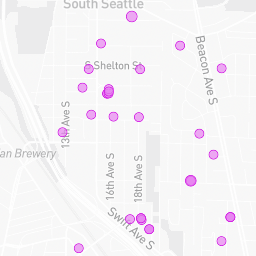 South Seattle
E Shelton St
Beacon Ave S
13th Ave S
an Brewery
16th Ave S
18th Ave S
Swift Ave S